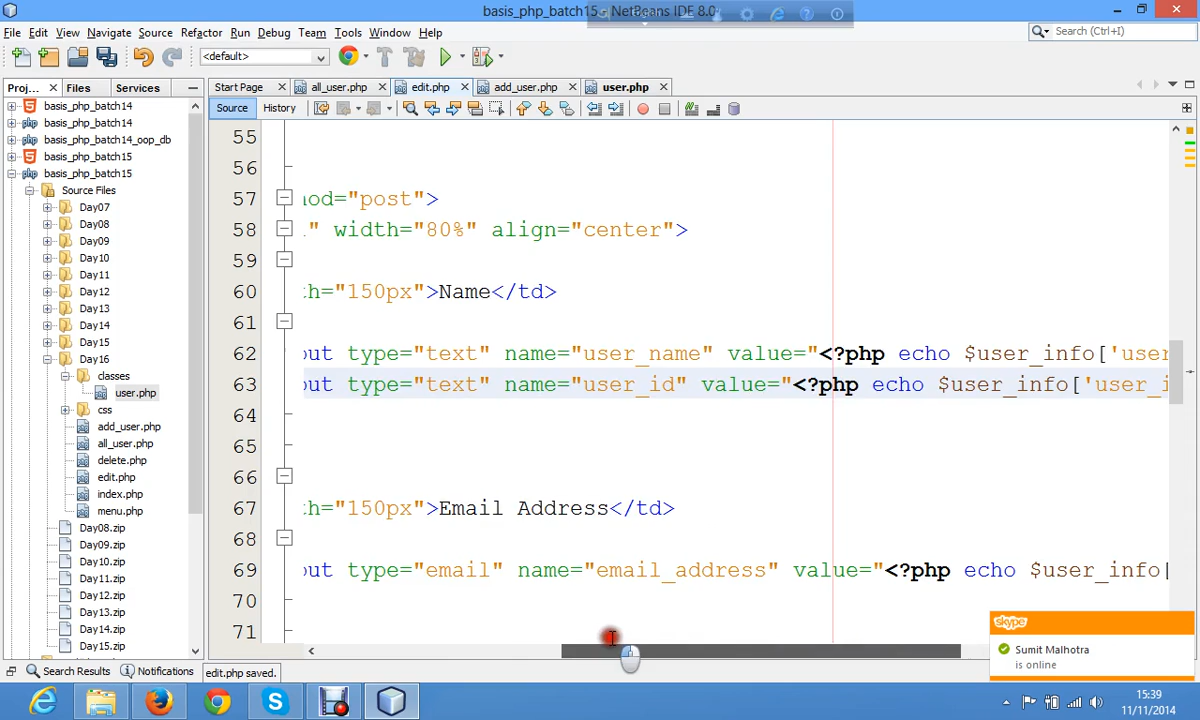 basis_php_batch15 - NetBeans IDE 8.0
File Edit View Navigate Source Refactor Run Debug Team Tools Window Help
Search (Ctrl+I)
<default>
Proj... Files Services
Start Page all_user.php edit.php add_user.php user.php
Source History
basis_php_batch14
basis_php_batch14
basis_php_batch14_oop_db
basis_php_batch15
basis_php_batch15
Source Files
Day07
Day08
Day09
Day10
Day11
Day12
Day13
Day14
Day15
Day16
classes
user.php
css
add_user.php
all_user.php
delete.php
edit.php
index.php
menu.php
Day08.zip
Day09.zip
Day10.zip
Day11.zip
Day12.zip
Day13.zip
Day14.zip
Day15.zip
55
56
57 nod="post">
58 " width="80%" align="center">
59
60 th="150px">Name</td>
61
62 out type="text" name="user_name" value="<?php echo $user_info['user
63 out type="text" name="user_id" value="<?php echo $user_info['user_i
64
65
66
67 th="150px">Email Address</td>
68
69 out type="email" name="email_address" value="<?php echo $user_info[
70
71
skype
Sumit Malhotra
is online
Search Results Notifications edit.php saved.
15:39
11/11/2014